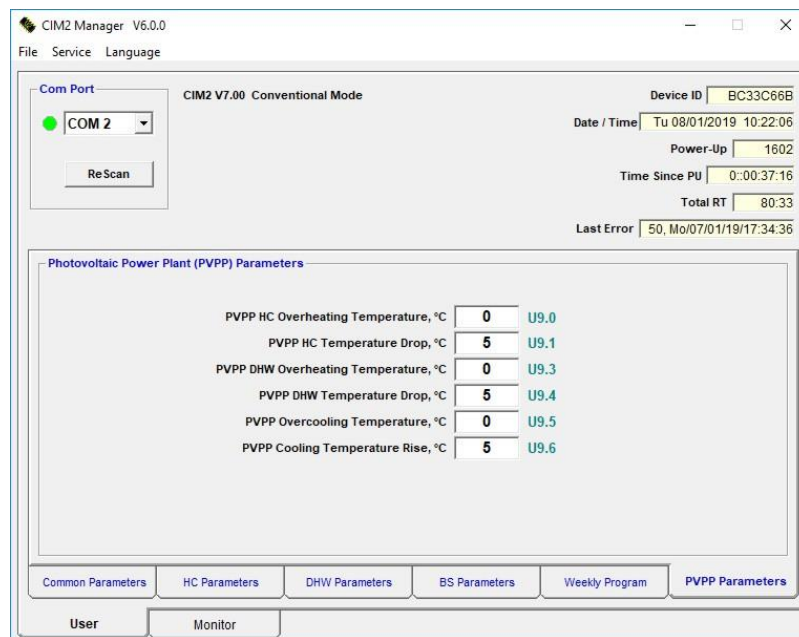 CIM2 Manager V6.0.0
File Service Language
Com Port
CIM2 V7.00 Conventional Mode
Device ID BC33C66B
COM 2
Date / Time Tu 08/01/2019 10:22:06
Power-Up 1602
ReScan
Time Since PU 0::00:37:16
Total RT 80:33
Last Error 50, Mo/07/01/19/17:34:36
Photovoltaic Power Plant (PVPP) Parameters
PVPP HC Overheating Temperature, °C 0 U9.0
PVPP HC Temperature Drop, °C 5 U9.1
PVPP DHW Overheating Temperature, °C 0 U9.3
PVPP DHW Temperature Drop, °C 5 U9.4
PVPP Overcooling Temperature, °C 0 U9.5
PVPP Cooling Temperature Rise, °C 5 U9.6
Common Parameters HC Parameters DHW Parameters BS Parameters Weekly Program PVPP Parameters
User Monitor